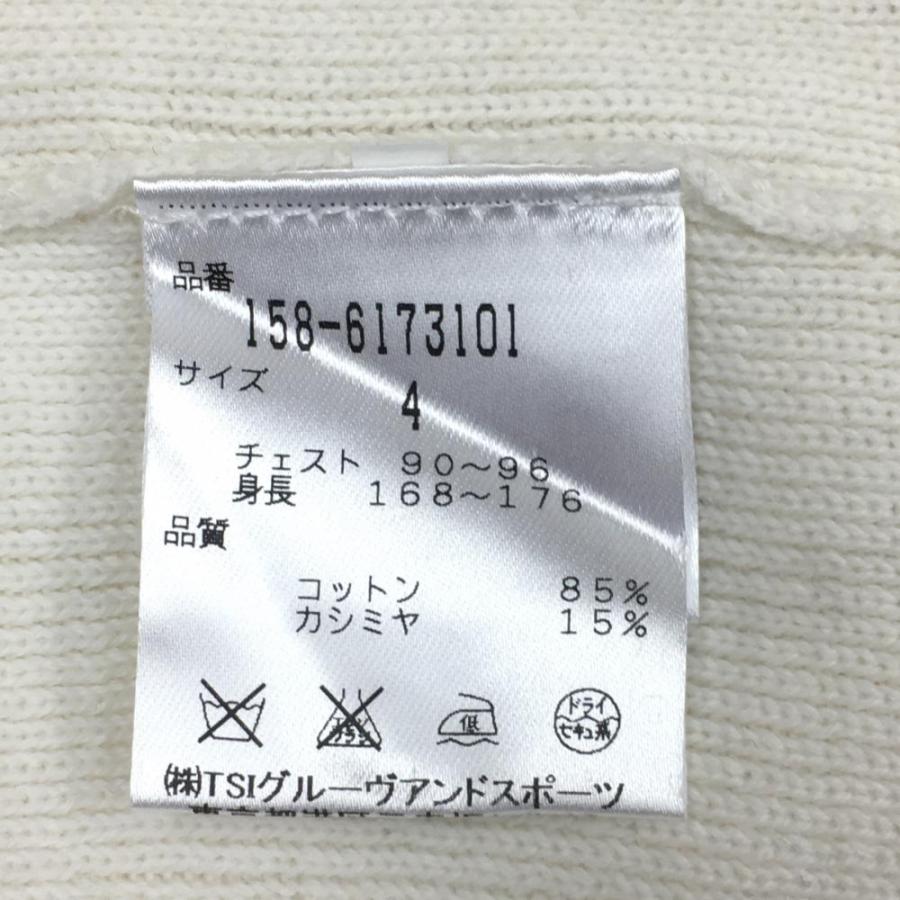 品番
158-6173101
サイズ
4
チェスト 90～96
身長 168～176
品質
コットン 85%
カシミヤ 15%
低
ドライ
セキユ系
㈱TSIグルーヴアンドスポーツ